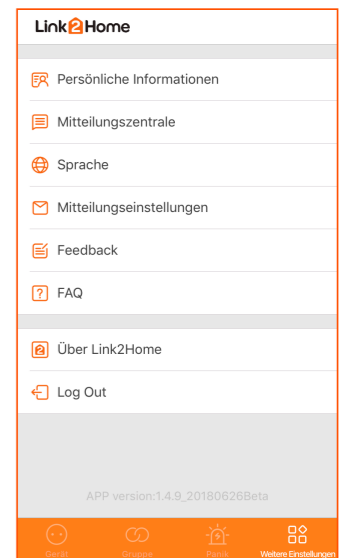 Link2Home
Persönliche Informationen
Mitteilungszentrale
Sprache
Mitteilungseinstellungen
Feedback
FAQ
Über Link2Home
Log Out
APP version:1.4.9_20180626Beta
Gerät Gruppe Panik Weitere Einstellungen